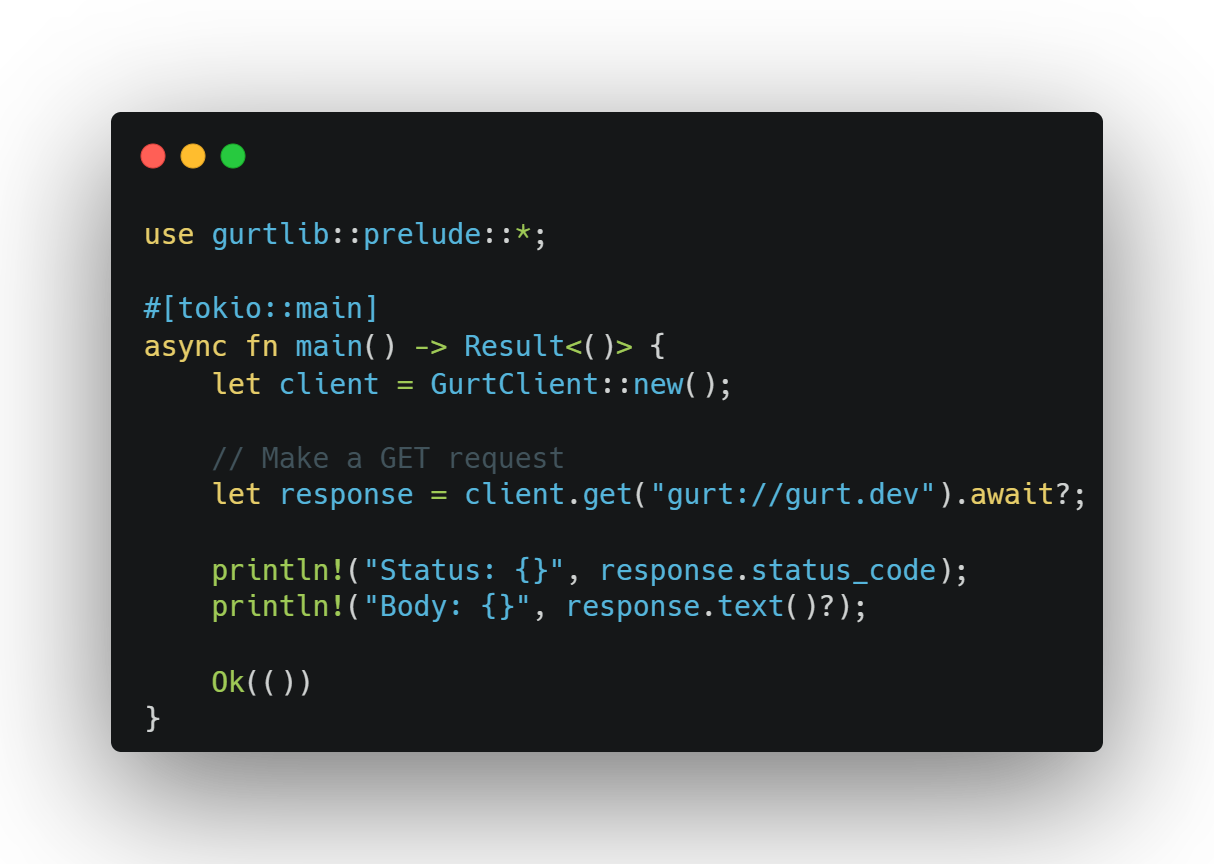 use gurtlib::prelude::*;
#[tokio::main]
async fn main() -> Result<()> {
    let client = GurtClient::new();
    // Make a GET request
    let response = client.get("gurt://gurt.dev").await?;
    println!("Status: {}", response.status_code);
    println!("Body: {}", response.text()?);
    Ok(())
}